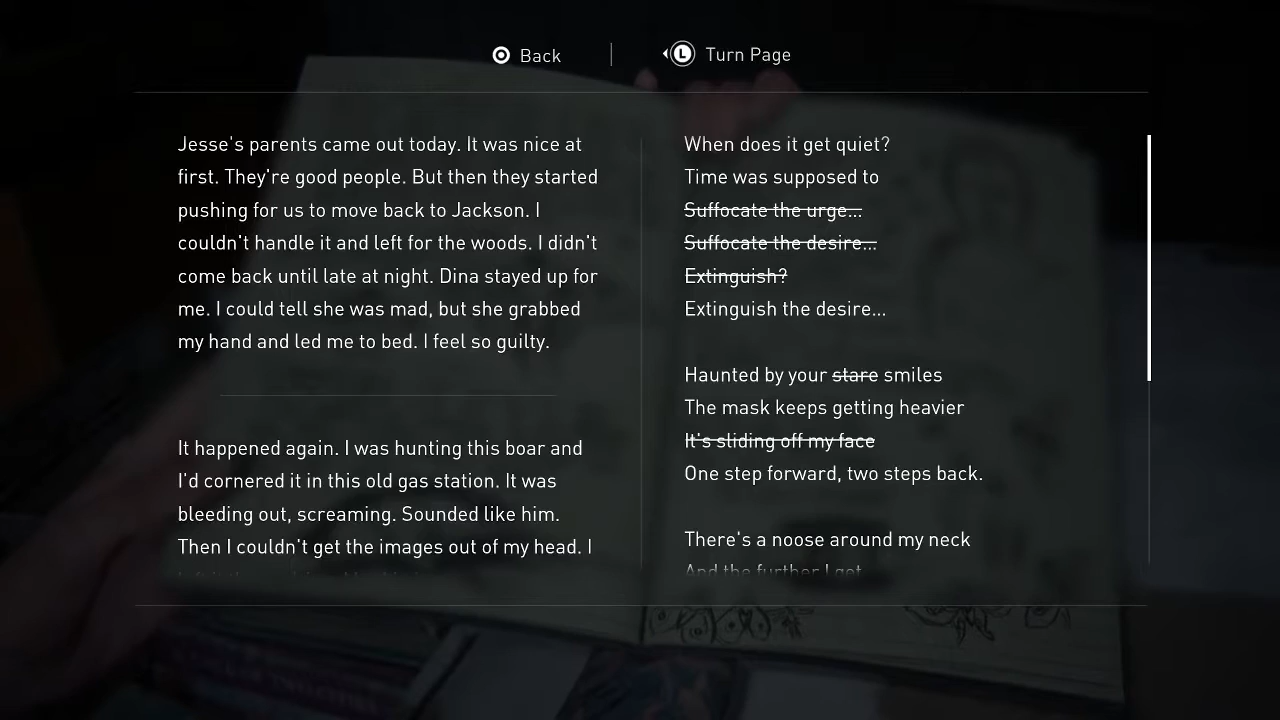 Back
Turn Page
Jesse's parents came out today. It was nice at
first. They're good people. But then they started
pushing for us to move back to Jackson. I
couldn't handle it and left for the woods. I didn't
come back until late at night. Dina stayed up for
me. I could tell she was mad, but she grabbed
my hand and led me to bed. I feel so guilty.
It happened again. I was hunting this boar and
I'd cornered it in this old gas station. It was
bleeding out, screaming. Sounded like him.
Then I couldn't get the images out of my head. I
When does it get quiet?
Time was supposed to
Suffocate the urge...
Suffocate the desire...
Extinguish?
Extinguish the desire...
Haunted by your stare smiles
The mask keeps getting heavier
It's sliding off my face
One step forward, two steps back.
There's a noose around my neck
And the further I get